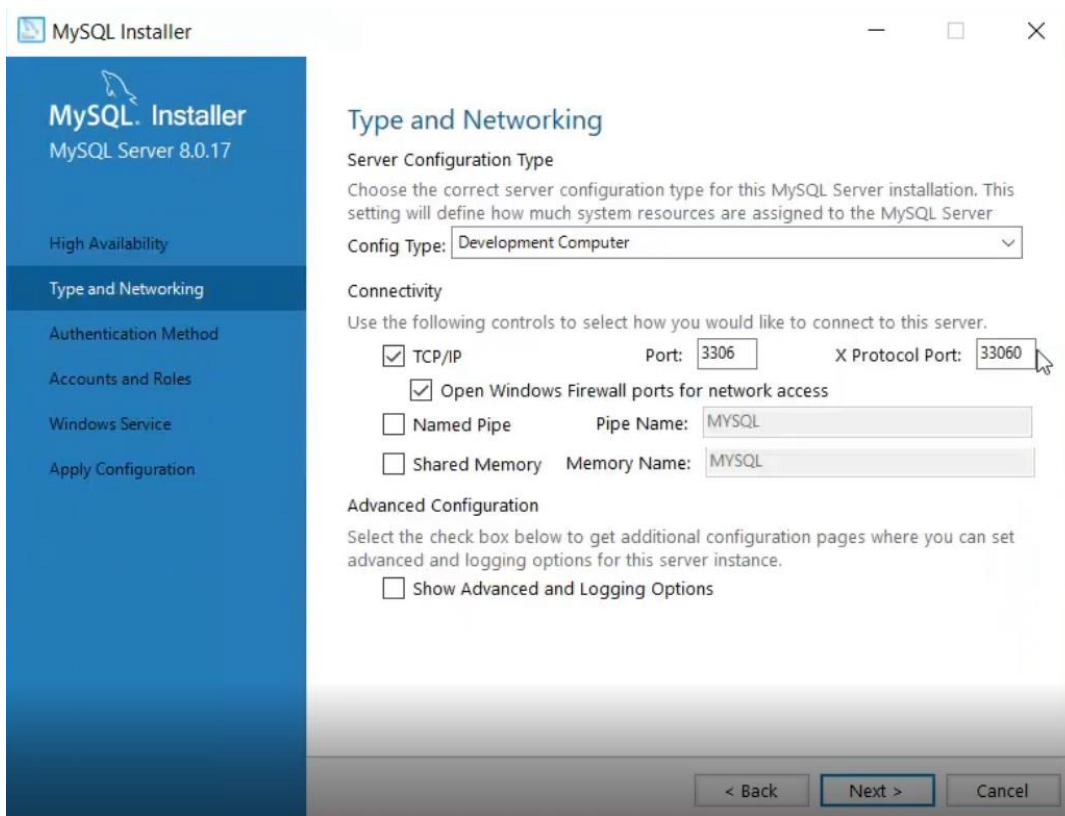 MySQL Installer
MySQL. Installer
MySQL Server 8.0.17
High Availability
Type and Networking
Authentication Method
Accounts and Roles
Windows Service
Apply Configuration
Type and Networking
Server Configuration Type
Choose the correct server configuration type for this MySQL Server installation. This
setting will define how much system resources are assigned to the MySQL Server
Config Type: Development Computer
Connectivity
Use the following controls to select how you would like to connect to this server.
TCP/IP Port: 3306 X Protocol Port: 33060
Open Windows Firewall ports for network access
Named Pipe Pipe Name: MYSQL
Shared Memory Memory Name: MYSQL
Advanced Configuration
Select the check box below to get additional configuration pages where you can set
advanced and logging options for this server instance.
Show Advanced and Logging Options
< Back Next > Cancel